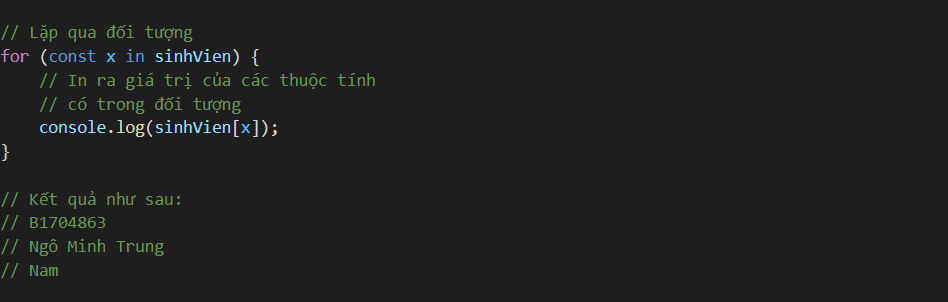 // Lặp qua đối tượng
for (const x in sinhVien) {
    // In ra giá trị của các thuộc tính
    // có trong đối tượng
    console.log(sinhVien[x]);
}
// Kết quả như sau:
// B1704863
// Ngô Minh Trung
// Nam